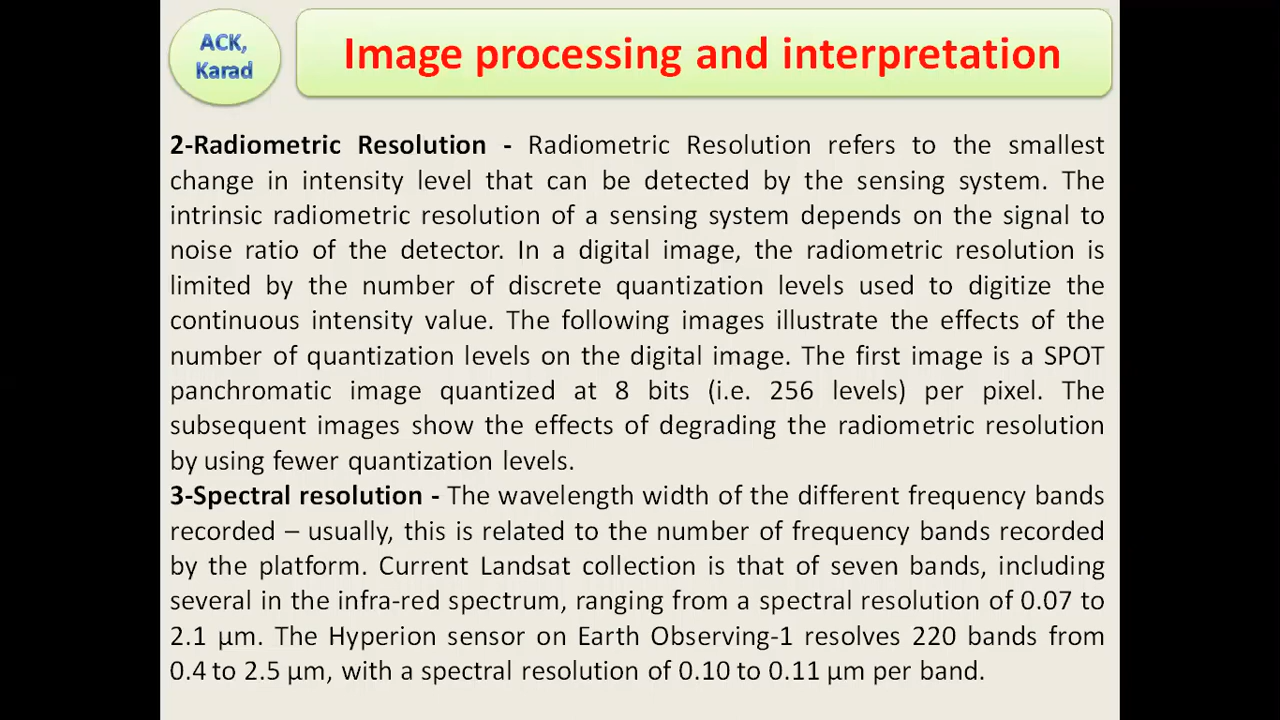 ACK,
Karad
Image processing and interpretation
2-Radiometric Resolution - Radiometric Resolution refers to the smallest
change in intensity level that can be detected by the sensing system. The
intrinsic radiometric resolution of a sensing system depends on the signal to
noise ratio of the detector. In a digital image, the radiometric resolution is
limited by the number of discrete quantization levels used to digitize the
continuous intensity value. The following images illustrate the effects of the
number of quantization levels on the digital image. The first image is a SPOT
panchromatic image quantized at 8 bits (i.e. 256 levels) per pixel. The
subsequent images show the effects of degrading the radiometric resolution
by using fewer quantization levels.
3-Spectral resolution - The wavelength width of the different frequency bands
recorded – usually, this is related to the number of frequency bands recorded
by the platform. Current Landsat collection is that of seven bands, including
several in the infra-red spectrum, ranging from a spectral resolution of 0.07 to
2.1 μm. The Hyperion sensor on Earth Observing-1 resolves 220 bands from
0.4 to 2.5 μm, with a spectral resolution of 0.10 to 0.11 μm per band.